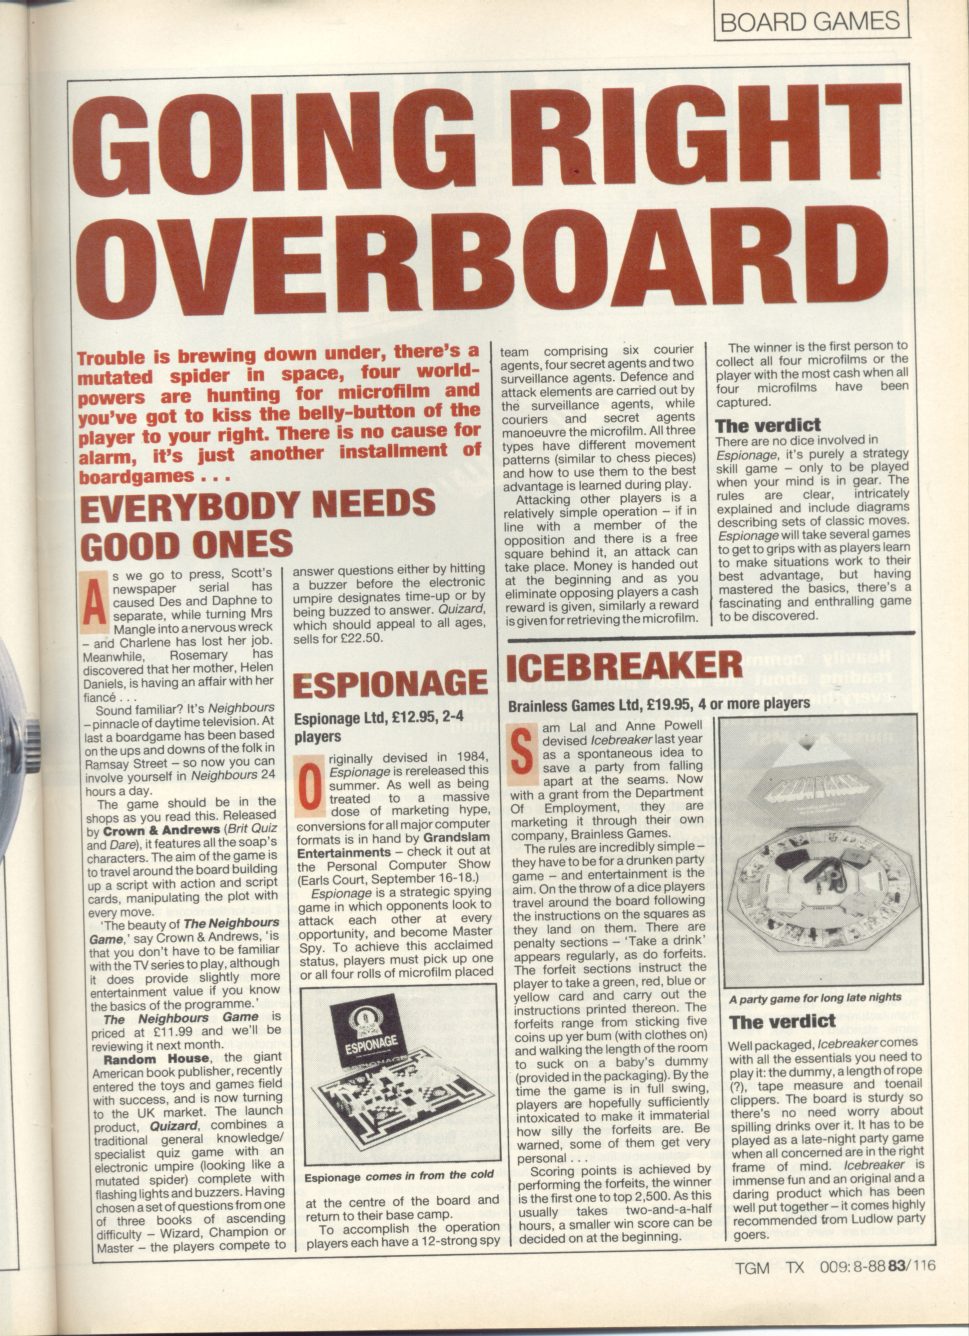 BOARD GAMES
GOING RIGHT
OVERBOARD
Trouble is brewing down under, there's a
mutated spider in space, four world-
powers are hunting for microfilm and
you've got to kiss the belly-button of the
player to your right. There is no cause for
alarm, it's just another installment of
boardgames . . .
EVERYBODY NEEDS
GOOD ONES
As we go to press, Scott's
newspaper serial has
caused Des and Daphne to
separate, while turning Mrs
Mangle into a nervous wreck
– and Charlene has lost her job.
Meanwhile, Rosemary has
discovered that her mother, Helen
Daniels, is having an affair with her
fiancé . . .
Sound familiar? It's Neighbours
– pinnacle of daytime television. At
last a boardgame has been based
on the ups and downs of the folk in
Ramsay Street – so now you can
involve yourself in Neighbours 24
hours a day.
The game should be in the
shops as you read this. Released
by Crown & Andrews (Brit Quiz
and Dare), it features all the soap's
characters. The aim of the game is
to travel around the board building
up a script with action and script
cards, manipulating the plot with
every move.
'The beauty of The Neighbours
Game,' say Crown & Andrews, 'is
that you don't have to be familiar
with the TV series to play, although
it does provide slightly more
entertainment value if you know
the basics of the programme.'
The Neighbours Game is
priced at £11.99 and we'll be
reviewing it next month.
Random House, the giant
American book publisher, recently
entered the toys and games field
with success, and is now turning
to the UK market. The launch
product, Quizard, combines a
traditional general knowledge/
specialist quiz game with an
electronic umpire (looking like a
mutated spider) complete with
flashing lights and buzzers. Having
chosen a set of questions from one
of three books of ascending
difficulty – Wizard, Champion or
Master – the players compete to
answer questions either by hitting
a buzzer before the electronic
umpire designates time-up or by
being buzzed to answer. Quizard,
which should appeal to all ages,
sells for £22.50.
ESPIONAGE
Espionage Ltd, £12.95, 2-4
players
Originally devised in 1984,
Espionage is rereleased this
summer. As well as being
treated to a massive
dose of marketing hype,
conversions for all major computer
formats is in hand by Grandslam
Entertainments – check it out at
the Personal Computer Show
(Earls Court, September 16-18.)
Espionage is a strategic spying
game in which opponents look to
attack each other at every
opportunity, and become Master
Spy. To achieve this acclaimed
status, players must pick up one
or all four rolls of microfilm placed
ESPIONAGE
ESPIONAGE
Espionage comes in from the cold
at the centre of the board and
return to their base camp.
To accomplish the operation
players each have a 12-strong spy
team comprising six courier
agents, four secret agents and two
surveillance agents. Defence and
attack elements are carried out by
the surveillance agents, while
couriers and secret agents
manoeuvre the microfilm. All three
types have different movement
patterns (similar to chess pieces)
and how to use them to the best
advantage is learned during play.
Attacking other players is a
relatively simple operation – if in
line with a member of the
opposition and there is a free
square behind it, an attack can
take place. Money is handed out
at the beginning and as you
eliminate opposing players a cash
reward is given, similarly a reward
is given for retrieving the microfilm.
The winner is the first person to
collect all four microfilms or the
player with the most cash when all
four microfilms have been
captured.
The verdict
There are no dice involved in
Espionage, it's purely a strategy
skill game – only to be played
when your mind is in gear. The
rules are clear, intricately
explained and include diagrams
describing sets of classic moves.
Espionage will take several games
to get to grips with as players learn
to make situations work to their
best advantage, but having
mastered the basics, there's a
fascinating and enthralling game
to be discovered.
ICEBREAKER
Brainless Games Ltd, £19.95, 4 or more players
Sam Lal and Anne Powell
devised Icebreaker last year
as a spontaneous idea to
save a party from falling
apart at the seams. Now
with a grant from the Department
Of Employment, they are
marketing it through their own
company, Brainless Games.
The rules are incredibly simple –
they have to be for a drunken party
game – and entertainment is the
aim. On the throw of a dice players
travel around the board following
the instructions on the squares as
they land on them. There are
penalty sections – 'Take a drink'
appears regularly, as do forfeits.
The forfeit sections instruct the
player to take a green, red, blue or
yellow card and carry out the
instructions printed thereon. The
forfeits range from sticking five
coins up yer bum (with clothes on)
and walking the length of the room
to suck on a baby's dummy
(provided in the packaging). By the
time the game is in full swing,
players are hopefully sufficiently
intoxicated to make it immaterial
how silly the forfeits are. Be
warned, some of them get very
personal . . .
Scoring points is achieved by
performing the forfeits, the winner
is the first one to top 2,500. As this
usually takes two-and-a-half
hours, a smaller win score can be
decided on at the beginning.
A party game for long late nights
The verdict
Well packaged, Icebreaker comes
with all the essentials you need to
play it: the dummy, a length of rope
(?), tape measure and toenail
clippers. The board is sturdy so
there's no need worry about
spilling drinks over it. It has to be
played as a late-night party game
when all concerned are in the right
frame of mind. Icebreaker is
immense fun and an original and a
daring product which has been
well put together – it comes highly
recommended from Ludlow party
goers.
TGM TX 009: 8-88 83/116